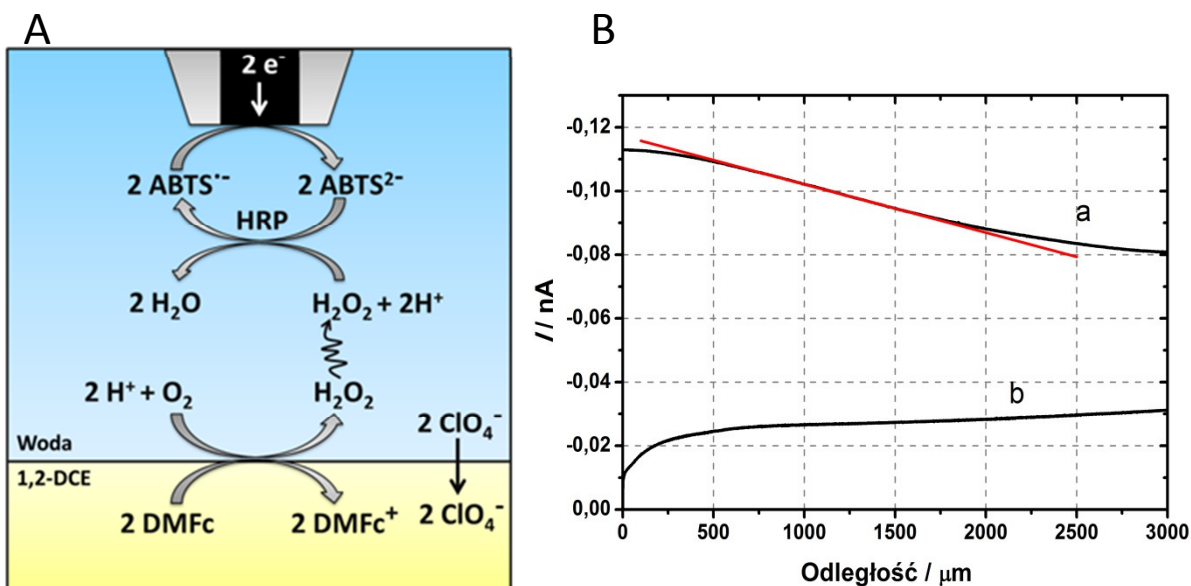 A
2 e⁻
2 ABTS•⁻ 2 ABTS²⁻
HRP
2 H₂O H₂O₂ + 2H⁺
2 H⁺ + O₂ H₂O₂
2 ClO₄⁻
Woda
1,2-DCE
2 DMFc 2 DMFc⁺ 2 ClO₄⁻
B
I / nA
-0,12
-0,10
-0,08
-0,06
-0,04
-0,02
0,00
a
b
0 500 1000 1500 2000 2500 3000
Odległość / μm